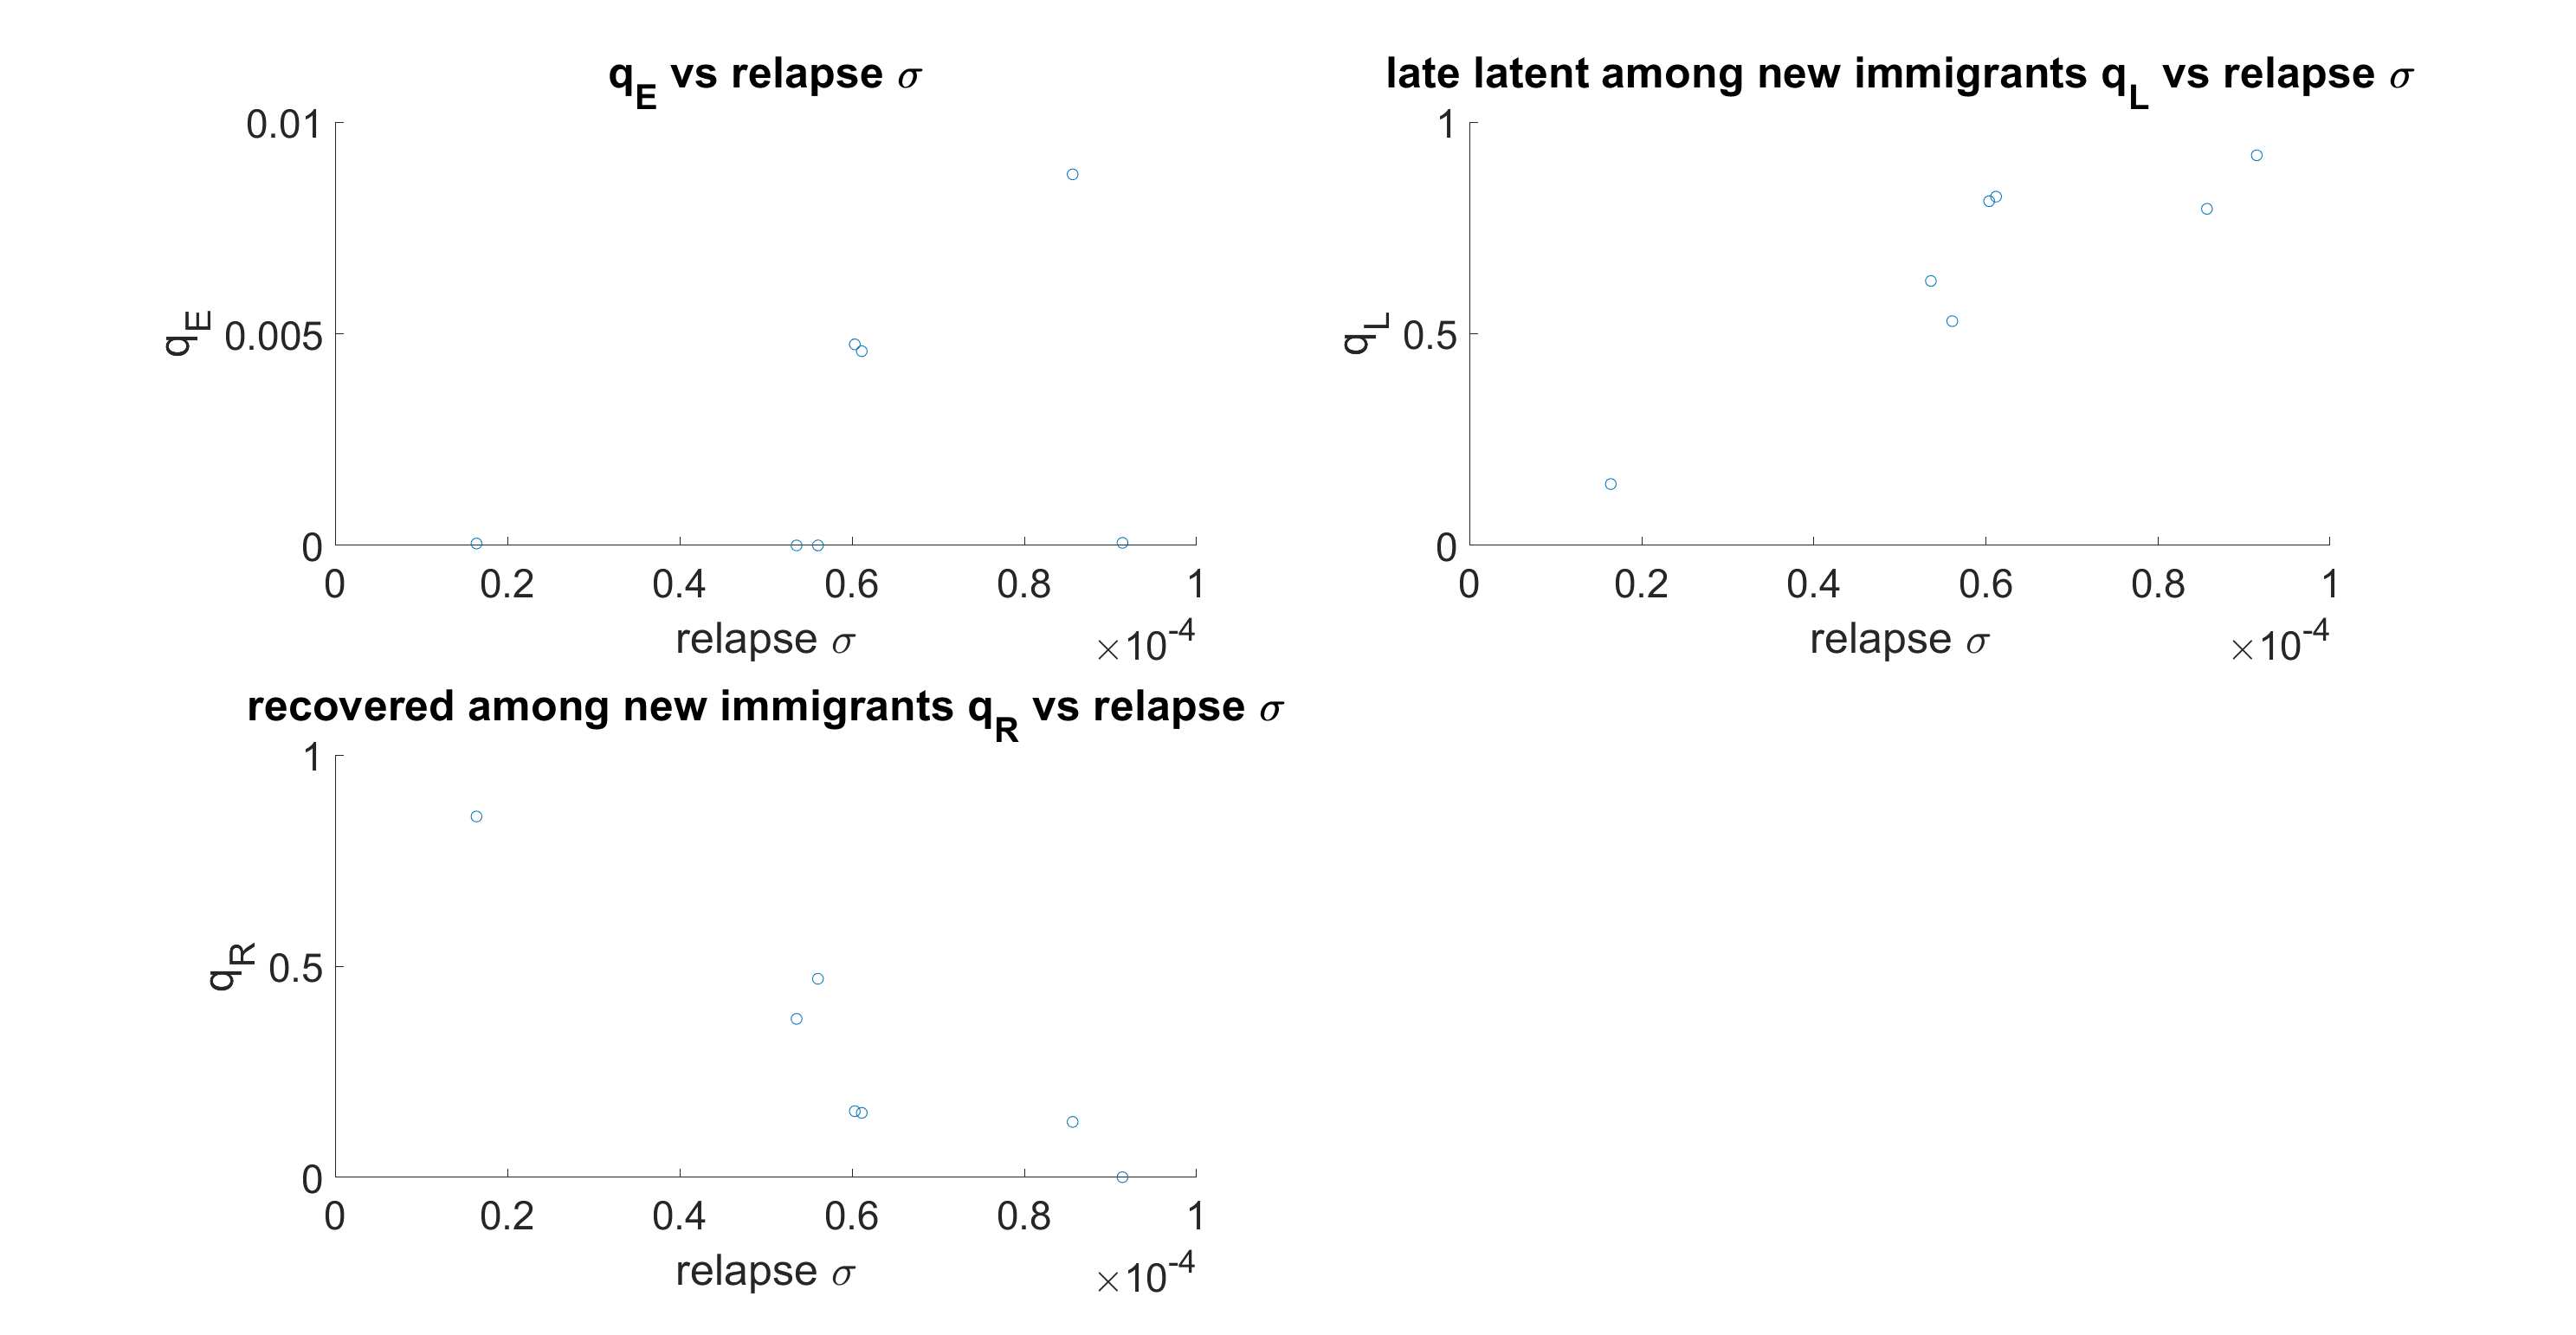 q_E vs relapse σ
0.01
0.005
0
q_E
0 0.2 0.4 0.6 0.8 1
relapse σ
×10^-4
late latent among new immigrants q_L vs relapse σ
1
0.5
0
q_L
0 0.2 0.4 0.6 0.8 1
relapse σ
×10^-4
recovered among new immigrants q_R vs relapse σ
1
0.5
0
q_R
0 0.2 0.4 0.6 0.8 1
relapse σ
×10^-4